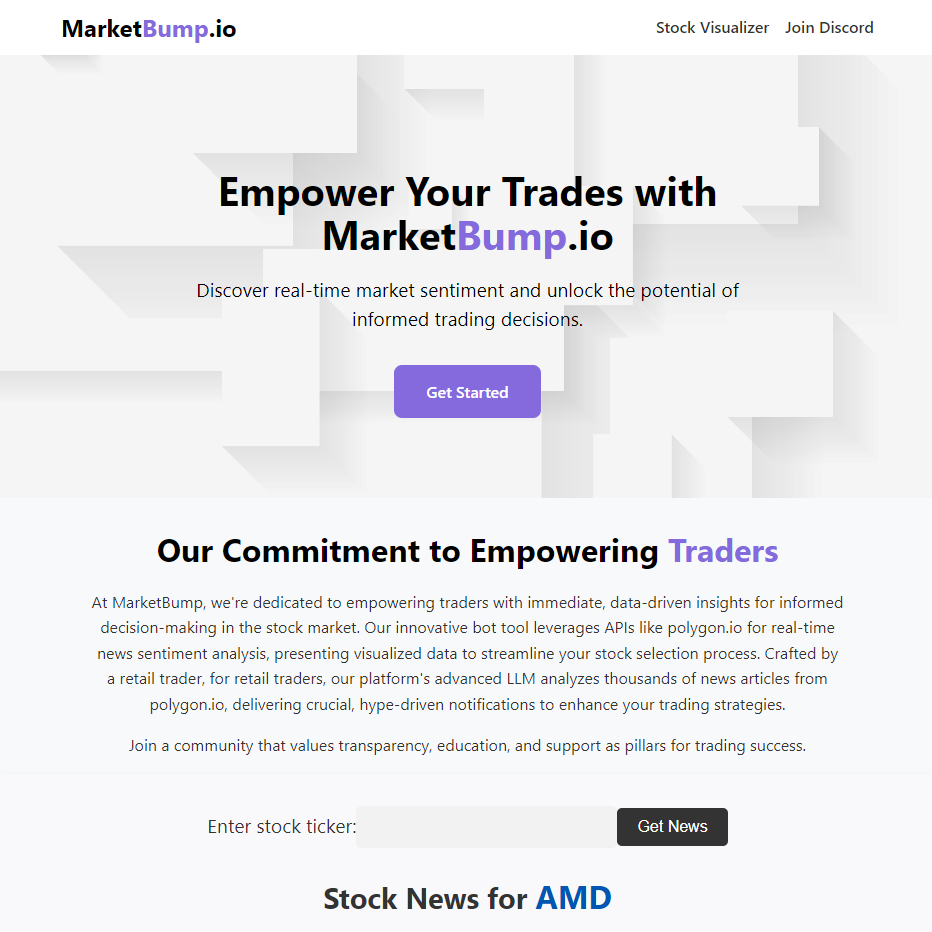 MarketBump.io
Stock Visualizer Join Discord
Empower Your Trades with
MarketBump.io
Discover real-time market sentiment and unlock the potential of
informed trading decisions.
Get Started
Our Commitment to Empowering Traders
At MarketBump, we're dedicated to empowering traders with immediate, data-driven insights for informed
decision-making in the stock market. Our innovative bot tool leverages APIs like polygon.io for real-time
news sentiment analysis, presenting visualized data to streamline your stock selection process. Crafted by
a retail trader, for retail traders, our platform's advanced LLM analyzes thousands of news articles from
polygon.io, delivering crucial, hype-driven notifications to enhance your trading strategies.
Join a community that values transparency, education, and support as pillars for trading success.
Enter stock ticker:
Get News
Stock News for AMD